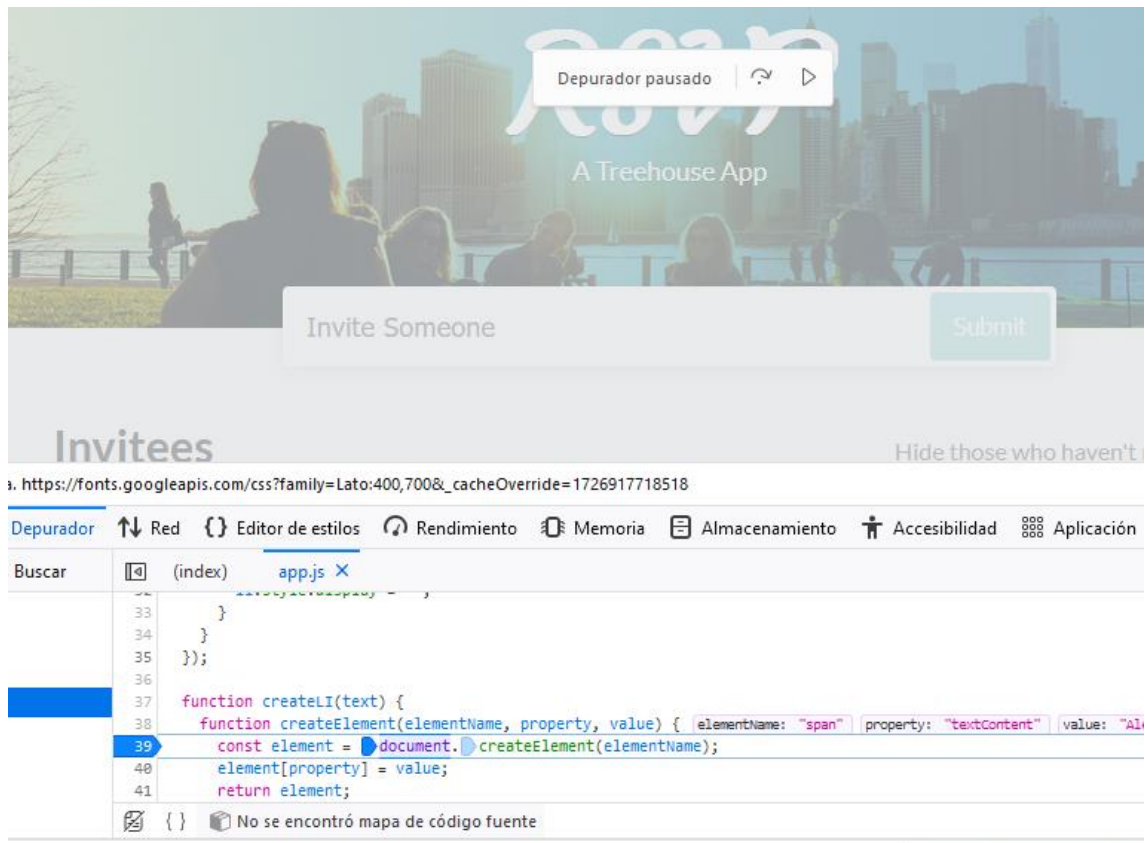 RSVP
Depurador pausado
A Treehouse App
Invite Someone
Submit
Invitees
Hide those who haven't
a. https://fonts.googleapis.com/css?family=Lato:400,700&_cacheOverride=1726917718518
Depurador Red {} Editor de estilos Rendimiento Memoria Almacenamiento Accesibilidad Aplicación
Buscar (index) app.js
33 }
34 }
35 });
36
37 function createLI(text) {
38 function createElement(elementName, property, value) { elementName: "span" property: "textContent" value:
39 const element = document.createElement(elementName);
40 element[property] = value;
41 return element;
{ } No se encontró mapa de código fuente